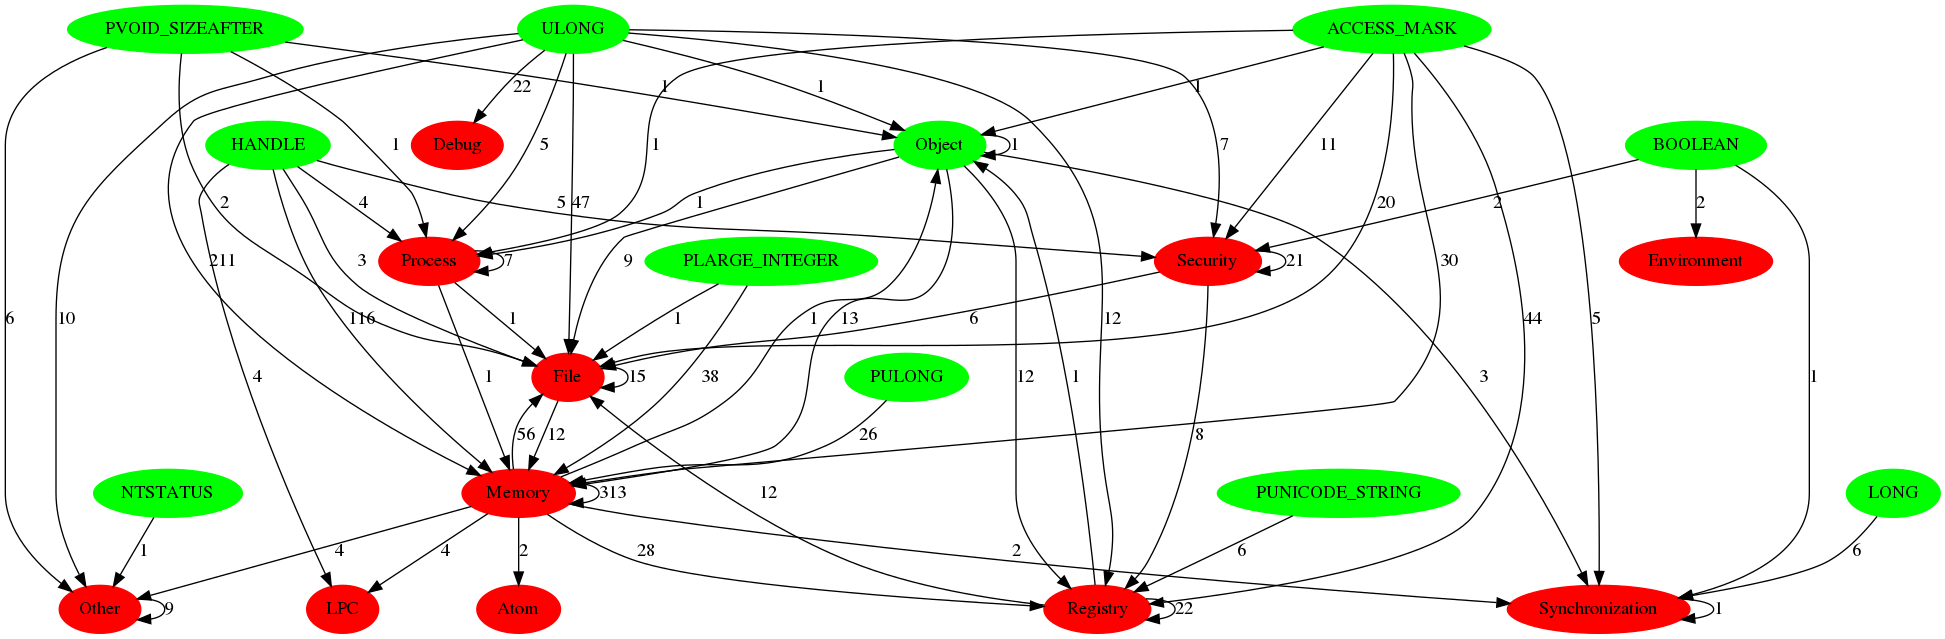 PVOID_SIZEAFTER ULONG ACCESS_MASK
22 1 1 1
HANDLE Debug Object BOOLEAN
1 5 1 1 7 11
4 2 5 47 1 20 2 2
Process PLARGE_INTEGER Security Environment
211 3 9 7 21 30
6 10 116 1 1 1 13 6 12 44 5
File PULONG
4 1 15 38 12 1 3 1
56 12 26 8
NTSTATUS Memory PUNICODE_STRING LONG
313 12
1 4 4 2 28 2 6 6
Other LPC Atom Registry Synchronization
9 22 1